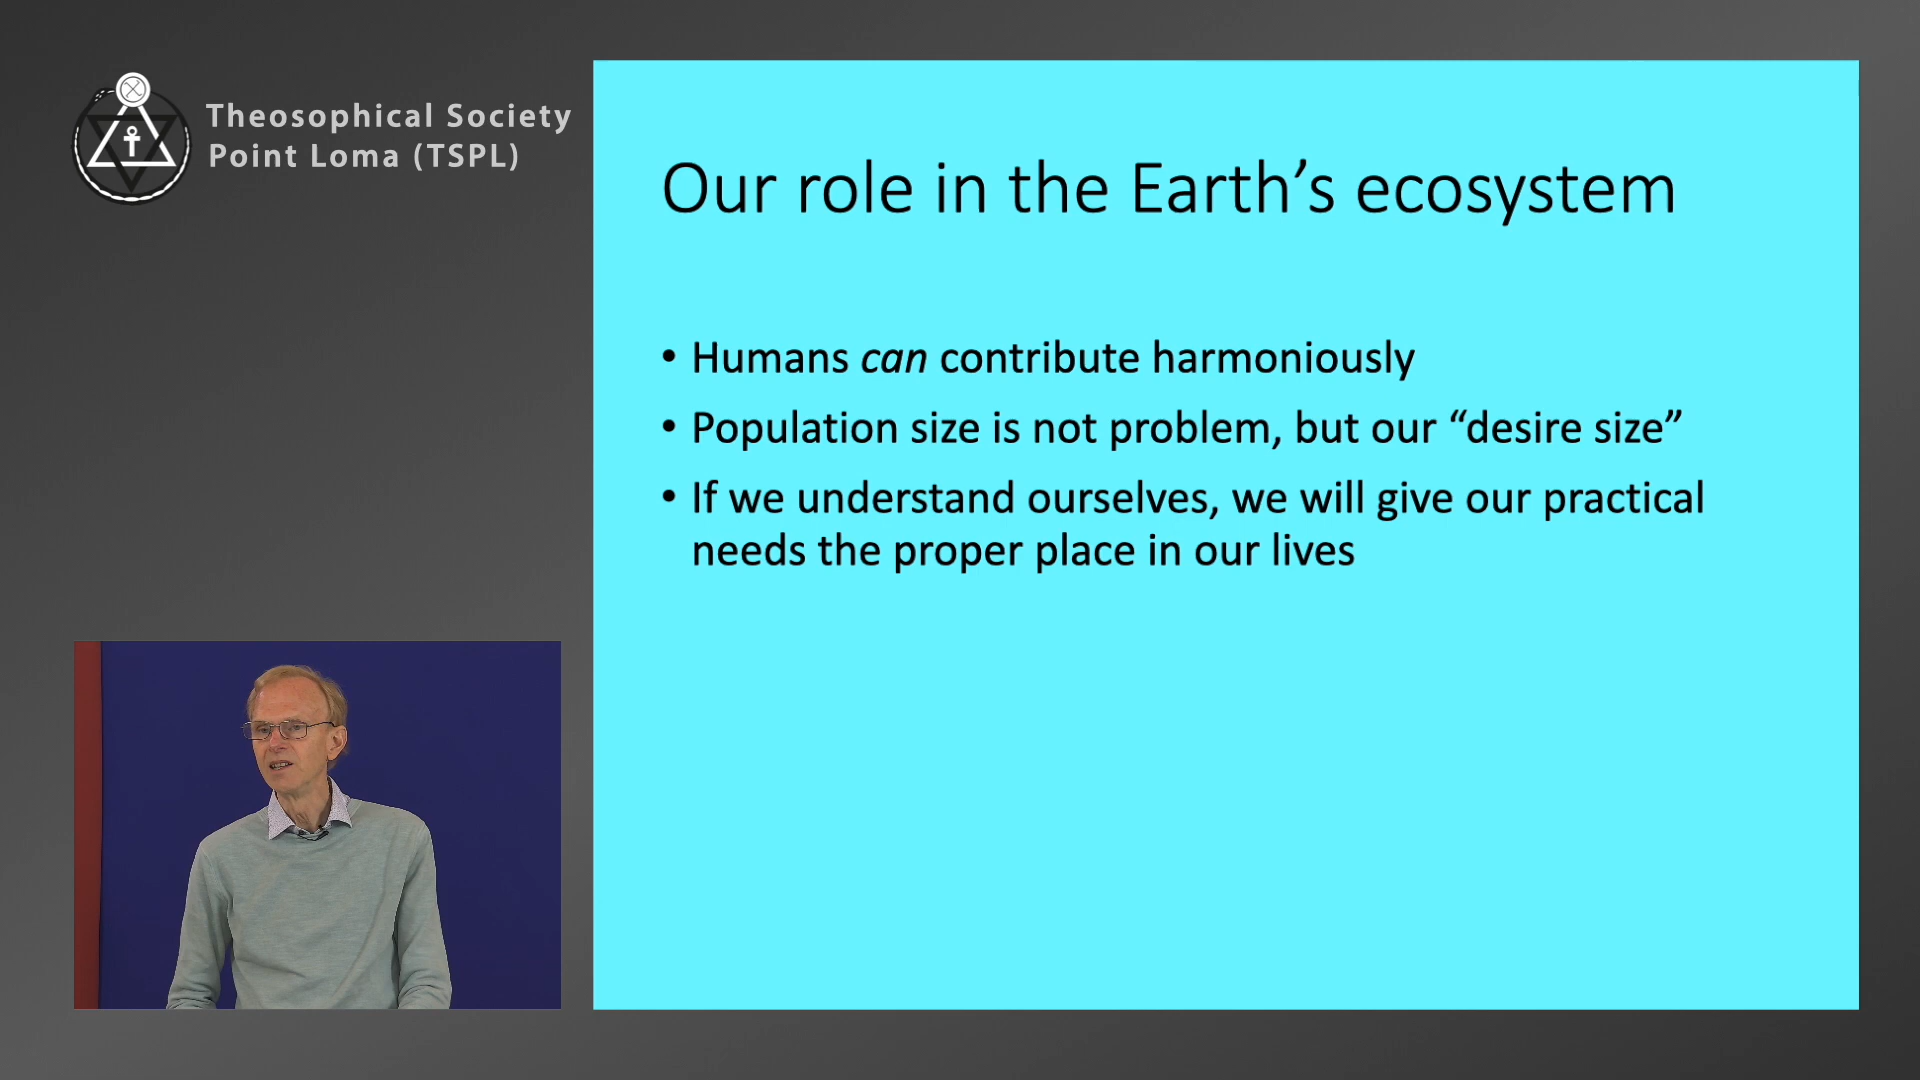 Theosophical Society
Point Loma (TSPL)
Our role in the Earth’s ecosystem
• Humans can contribute harmoniously
• Population size is not problem, but our “desire size”
• If we understand ourselves, we will give our practical
needs the proper place in our lives